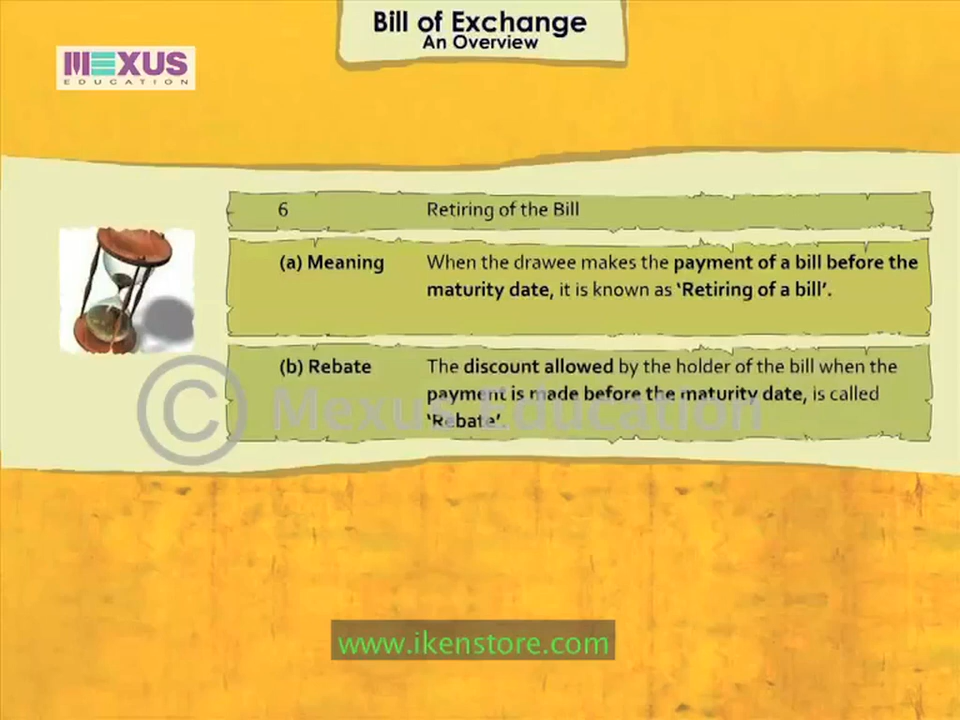 Bill of Exchange
An Overview
MEXUS
EDUCATION
6 Retiring of the Bill
(a) Meaning When the drawee makes the payment of a bill before the
maturity date, it is known as ‘Retiring of a bill’.
(b) Rebate The discount allowed by the holder of the bill when the
payment is made before the maturity date, is called
‘Rebate’.
© Mexus Education
www.ikenstore.com